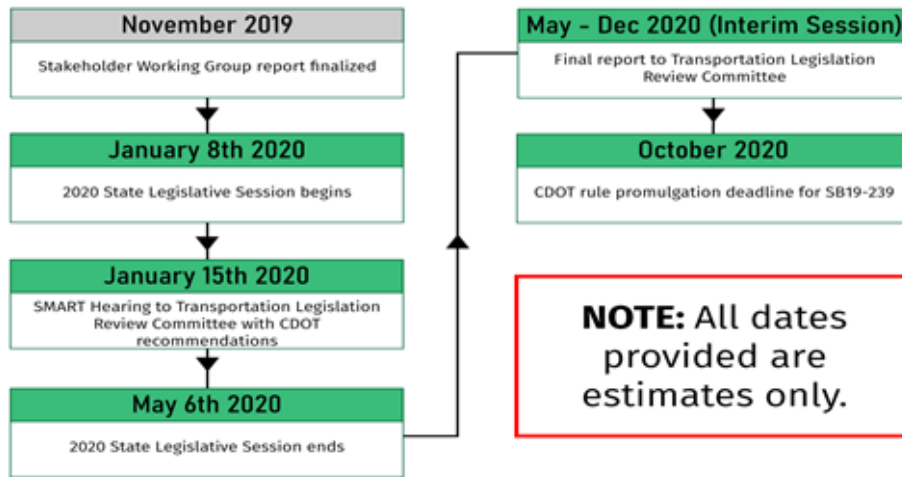 November 2019
Stakeholder Working Group report finalized
January 8th 2020
2020 State Legislative Session begins
January 15th 2020
SMART Hearing to Transportation Legislation
Review Committee with CDOT
recommendations
May 6th 2020
2020 State Legislative Session ends
May - Dec 2020 (Interim Session)
Final report to Transportation Legislation
Review Committee
October 2020
CDOT rule promulgation deadline for SB19-239
NOTE: All dates
provided are
estimates only.